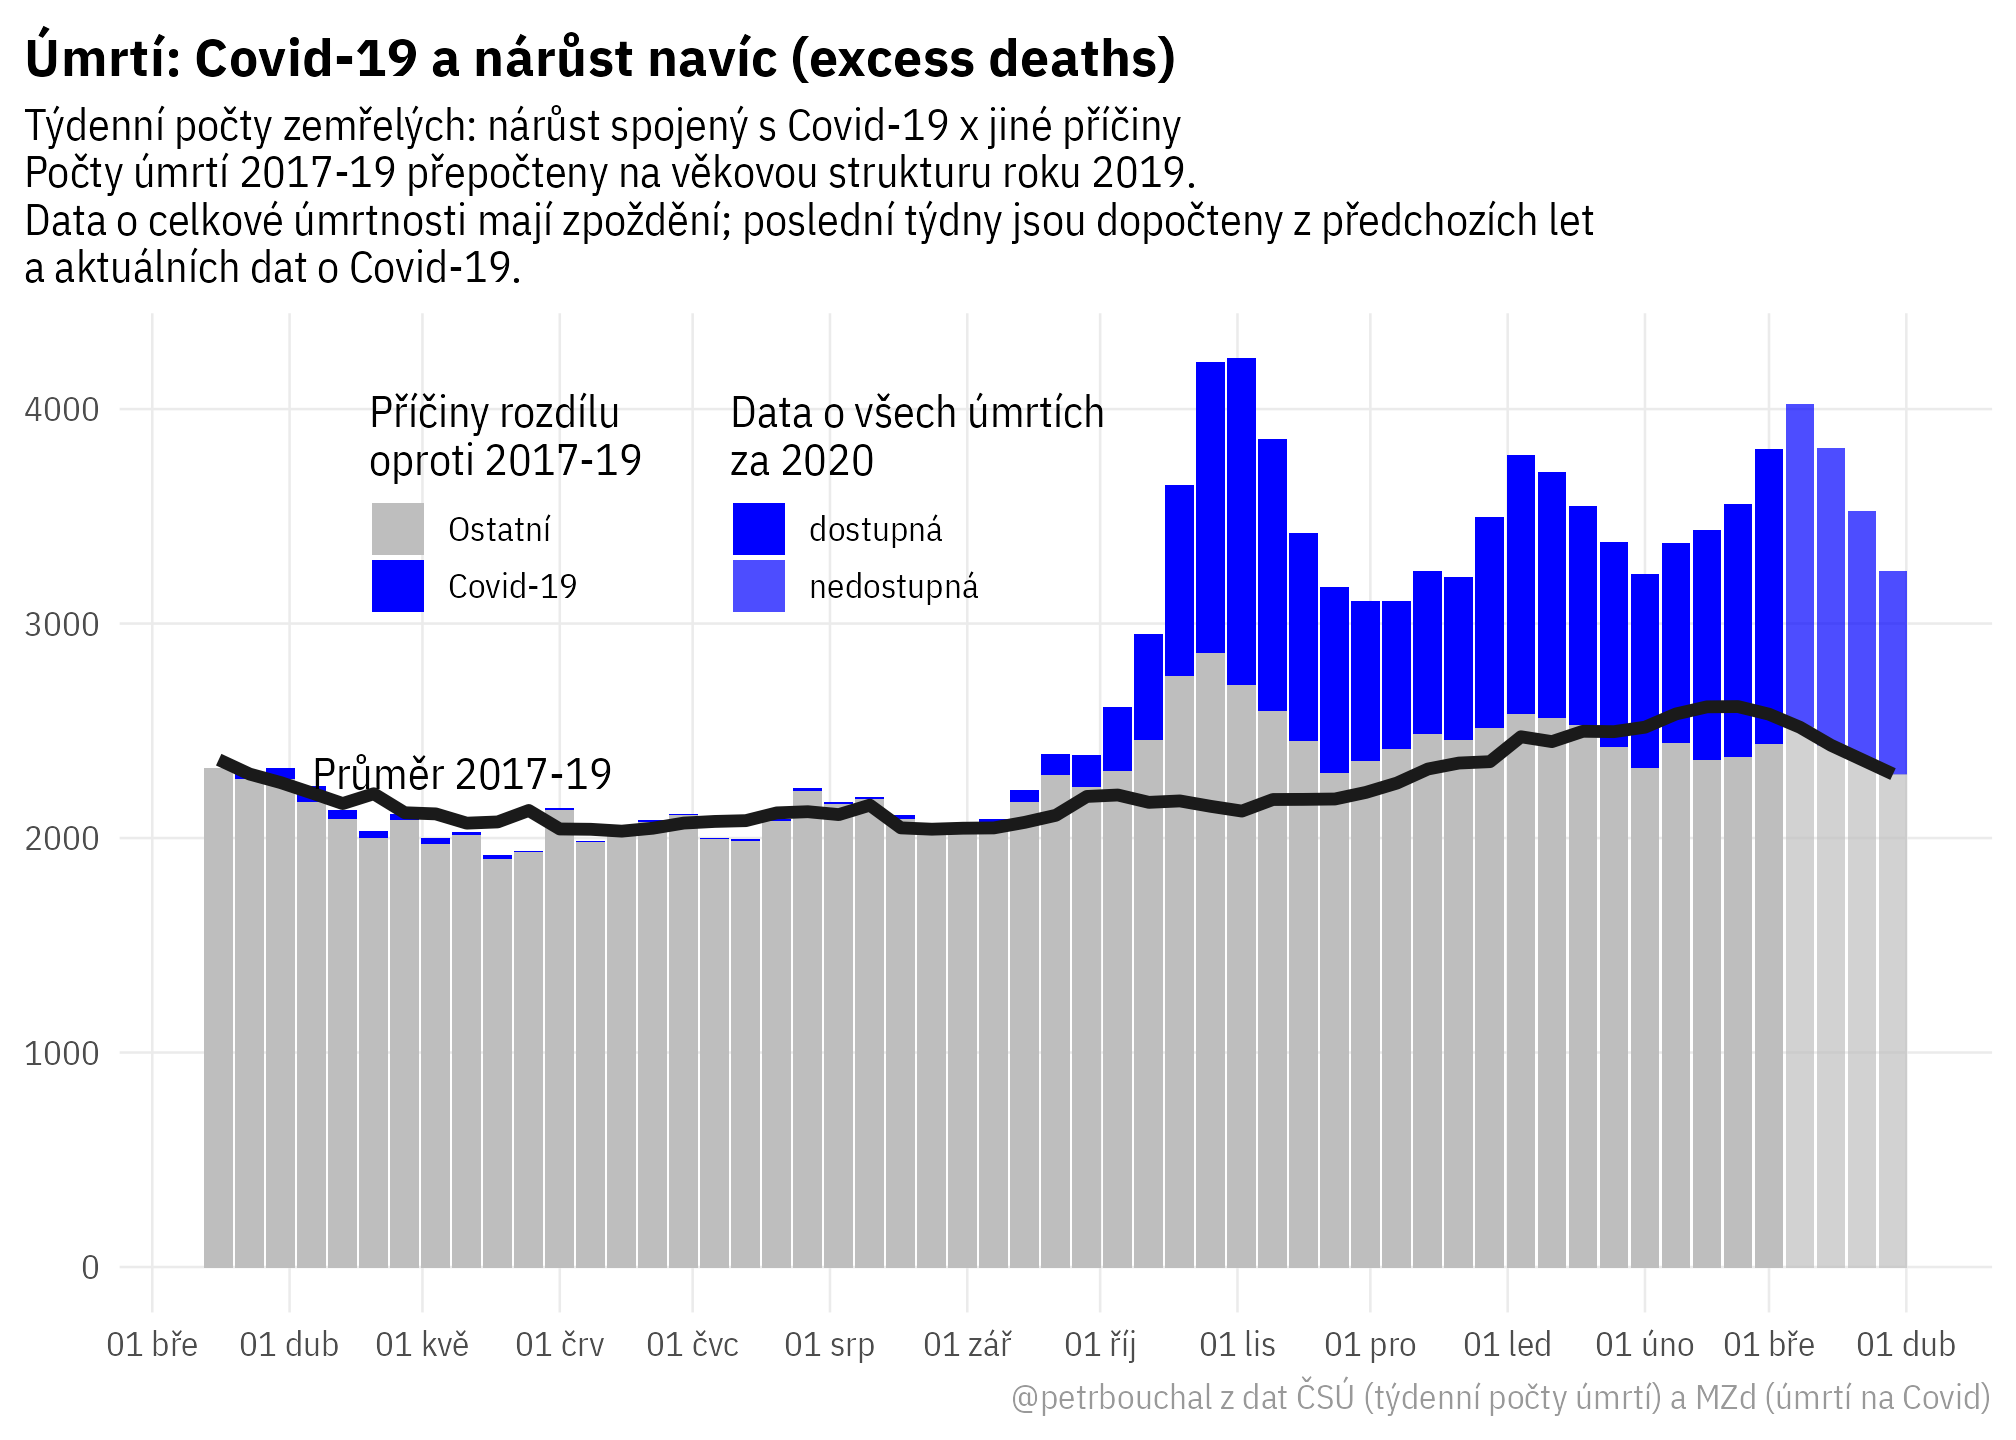 Úmrtí: Covid-19 a nárůst navíc (excess deaths)
Týdenní počty zemřelých: nárůst spojený s Covid-19 x jiné příčiny
Počty úmrtí 2017-19 přepočteny na věkovou strukturu roku 2019.
Data o celkové úmrtnosti mají zpoždění; poslední týdny jsou dopočteny z předchozích let
a aktuálních dat o Covid-19.
Příčiny rozdílu
oproti 2017-19
Ostatní
Covid-19
Data o všech úmrtích
za 2020
dostupná
nedostupná
Průměr 2017-19
4000
3000
2000
1000
0
01 bře 01 dub 01 kvě 01 črv 01 čvc 01 srp 01 zář 01 říj 01 lis 01 pro 01 led 01 úno 01 bře 01 dub
@petrbouchal z dat ČSÚ (týdenní počty úmrtí) a MZd (úmrtí na Covid)